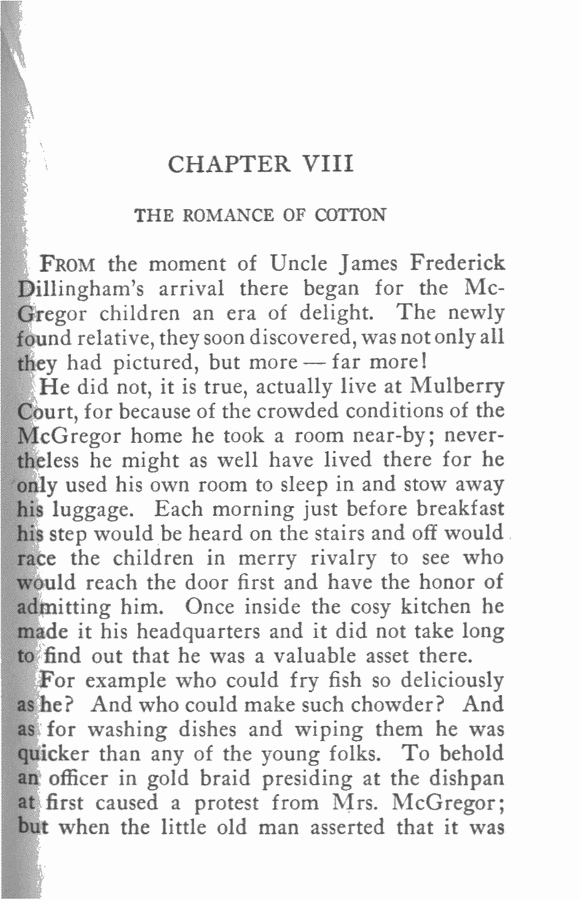 CHAPTER VIII
THE ROMANCE OF COTTON
FROM the moment of Uncle James Frederick
Dillingham's arrival there began for the Mc-
Gregor children an era of delight. The newly
found relative, they soon discovered, was not only all
they had pictured, but more — far more!
He did not, it is true, actually live at Mulberry
Court, for because of the crowded conditions of the
McGregor home he took a room near-by; never-
theless he might as well have lived there for he
only used his own room to sleep in and stow away
his luggage. Each morning just before breakfast
his step would be heard on the stairs and off would
race the children in merry rivalry to see who
would reach the door first and have the honor of
admitting him. Once inside the cosy kitchen he
made it his headquarters and it did not take long
to find out that he was a valuable asset there.
For example who could fry fish so deliciously
as he? And who could make such chowder? And
as for washing dishes and wiping them he was
quicker than any of the young folks. To behold
an officer in gold braid presiding at the dishpan
at first caused a protest from Mrs. McGregor;
but when the little old man asserted that it was